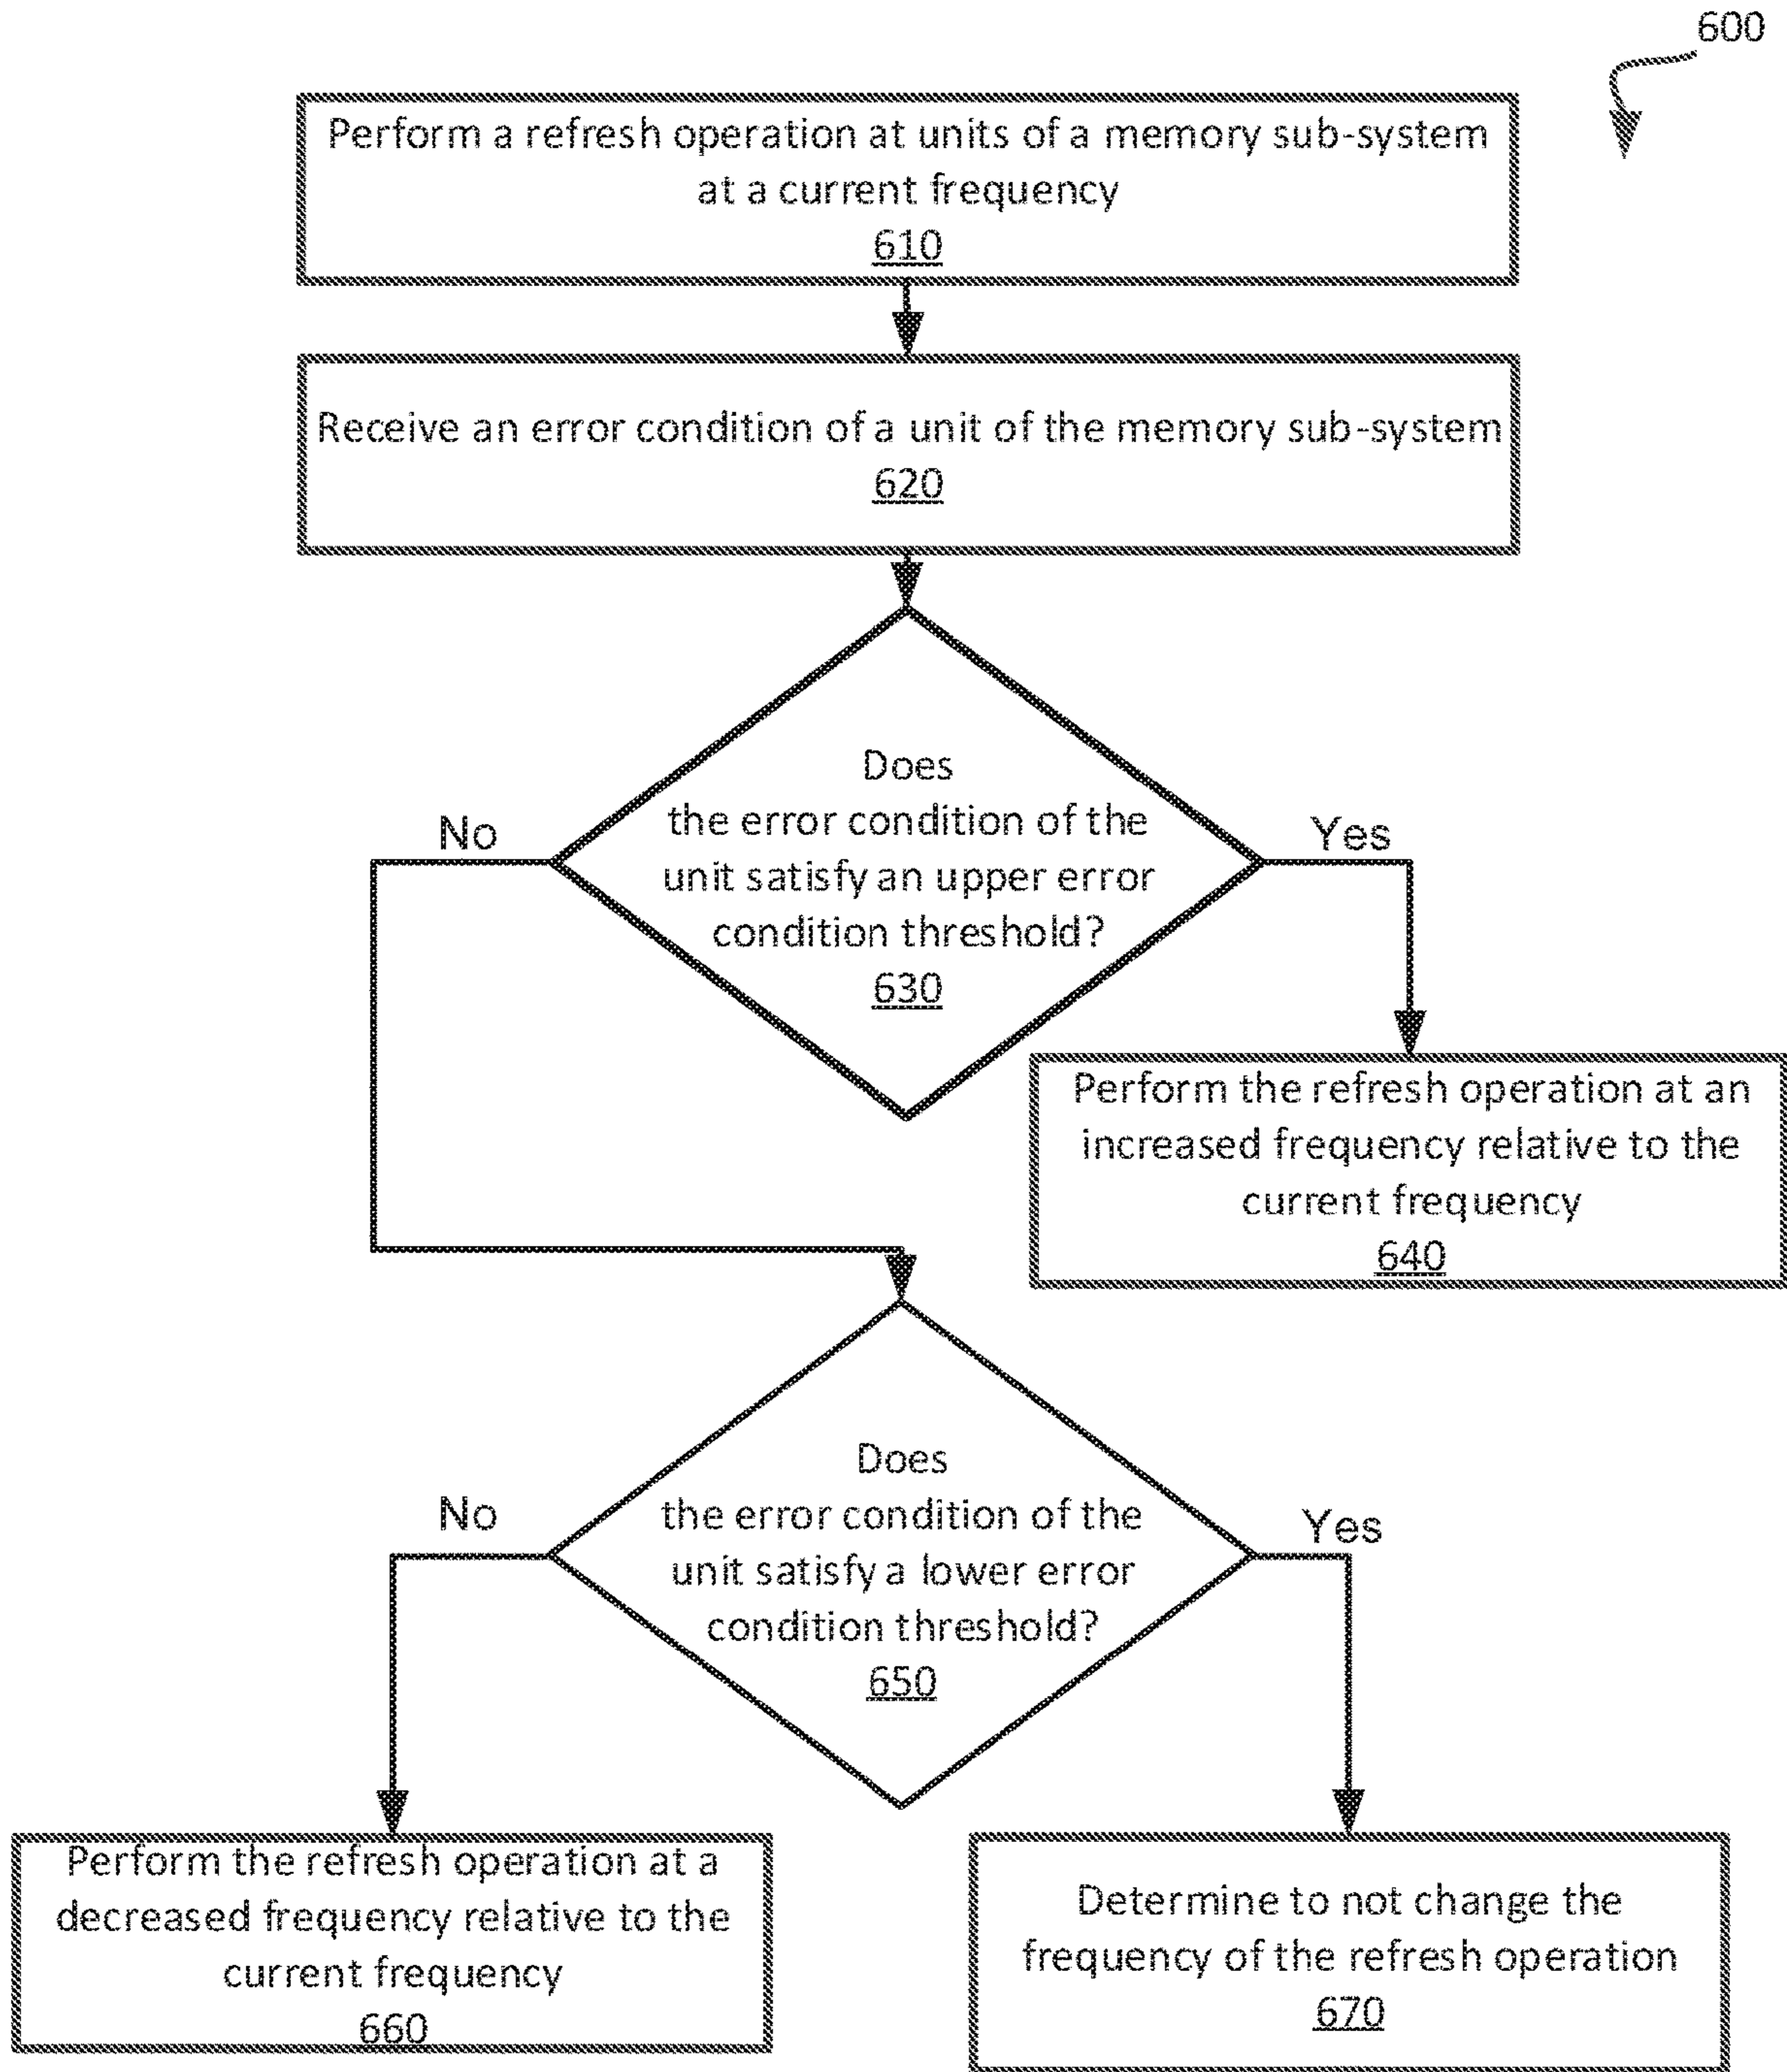 600
Perform a refresh operation at units of a memory sub-system
at a current frequency
610
Receive an error condition of a unit of the memory sub-system
620
Does
the error condition of the
unit satisfy an upper error
condition threshold?
630
No
Yes
Perform the refresh operation at an
increased frequency relative to the
current frequency
640
Does
the error condition of the
unit satisfy a lower error
condition threshold?
650
No
Yes
Perform the refresh operation at a
decreased frequency relative to the
current frequency
660
Determine to not change the
frequency of the refresh operation
670